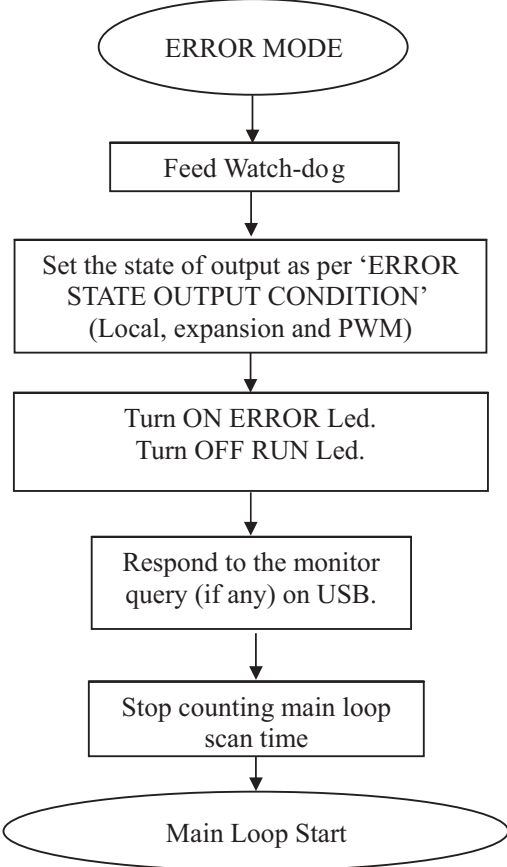 ERROR MODE
Feed Watch-dog
Set the state of output as per ‘ERROR
STATE OUTPUT CONDITION’
(Local, expansion and PWM)
Turn ON ERROR Led.
Turn OFF RUN Led.
Respond to the monitor
query (if any) on USB.
Stop counting main loop
scan time
Main Loop Start